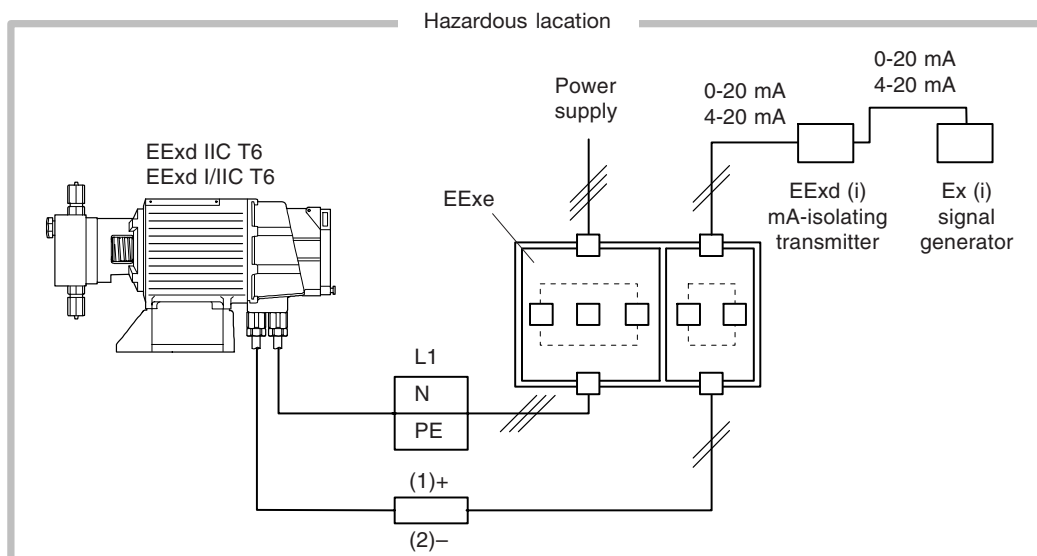 Hazardous lacation
0-20 mA
4-20 mA
0-20 mA
4-20 mA
Power
supply
EExd IIC T6
EExd I/IIC T6
EExe
EExd (i)
mA-isolating
transmitter
Ex (i)
signal
generator
L1
N
PE
(1)+
(2)–